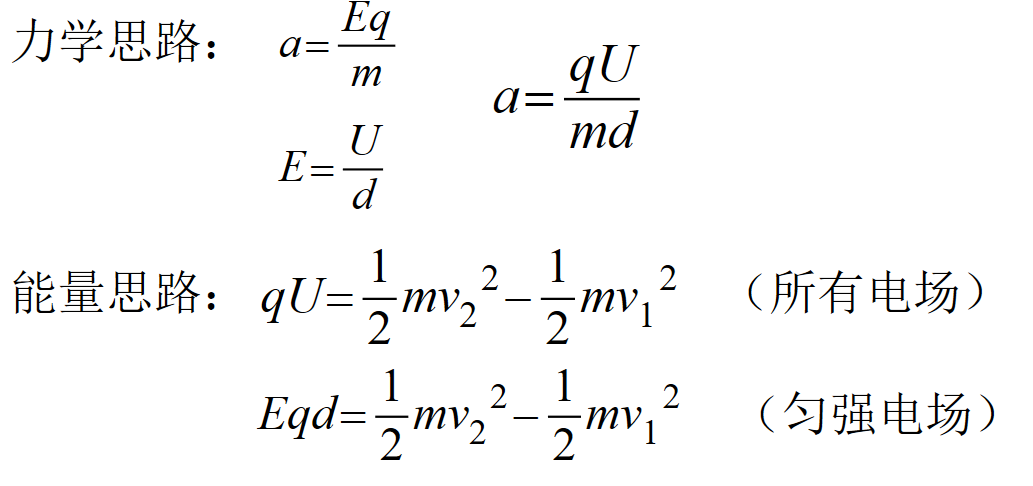 力学思路： a=Eq/m a=qU/md
E=U/d
能量思路： qU=1/2mv₂²−1/2mv₁² （所有电场）
Eqd=1/2mv₂²−1/2mv₁² （匀强电场）